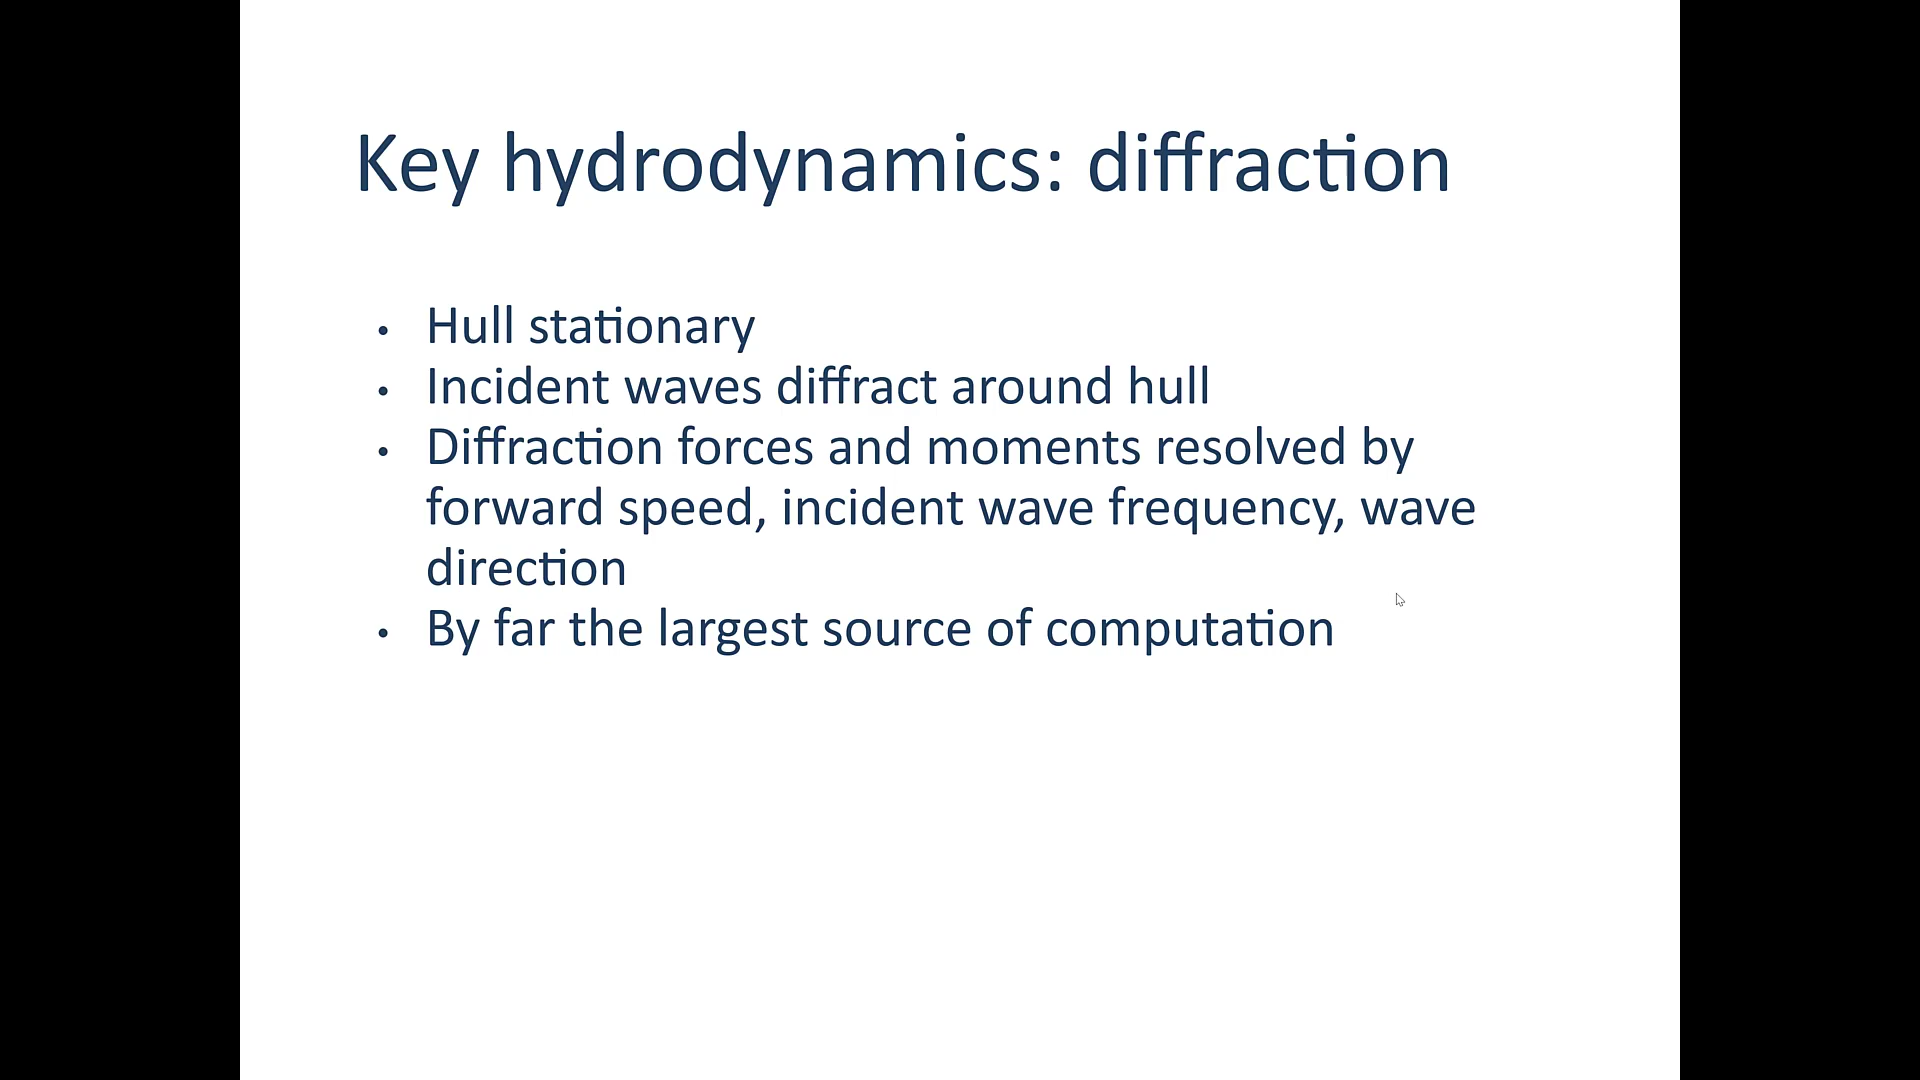 Key hydrodynamics: diffraction
• Hull stationary
• Incident waves diffract around hull
• Diffraction forces and moments resolved by
forward speed, incident wave frequency, wave
direction
• By far the largest source of computation